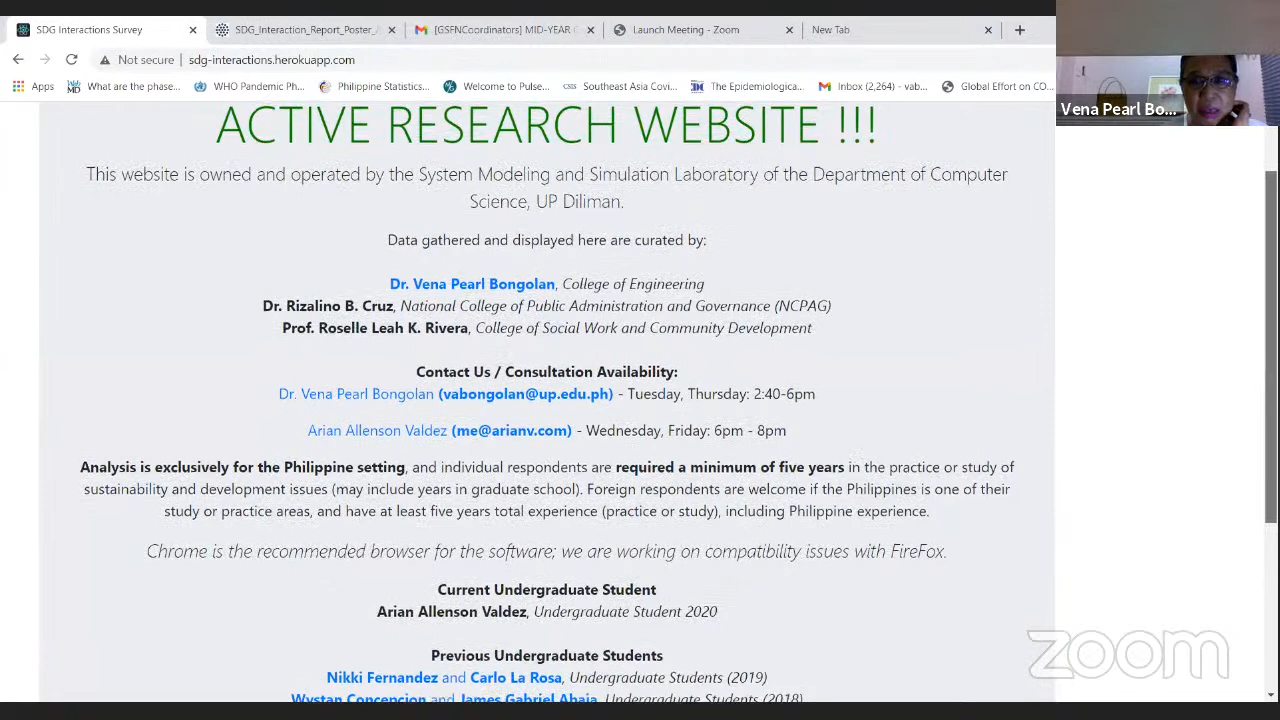 SDG Interactions Survey
SDG_Interaction_Report_Poster_
[GSFNCoordinators] MID-YEAR C
Launch Meeting - Zoom
New Tab
Not secure | sdg-interactions.herokuapp.com
Apps
What are the phase...
WHO Pandemic Ph...
Philippine Statistics...
Welcome to Pulse...
Southeast Asia Covi...
The Epidemiologica...
Inbox (2,264) - vab...
Global Effort on CO...
Vena Pearl Bo...
ACTIVE RESEARCH WEBSITE !!!
This website is owned and operated by the System Modeling and Simulation Laboratory of the Department of Computer
Science, UP Diliman.
Data gathered and displayed here are curated by:
Dr. Vena Pearl Bongolan, College of Engineering
Dr. Rizalino B. Cruz, National College of Public Administration and Governance (NCPAG)
Prof. Roselle Leah K. Rivera, College of Social Work and Community Development
Contact Us / Consultation Availability:
Dr. Vena Pearl Bongolan (vabongolan@up.edu.ph) - Tuesday, Thursday: 2:40-6pm
Arian Allenson Valdez (me@arianv.com) - Wednesday, Friday: 6pm - 8pm
Analysis is exclusively for the Philippine setting, and individual respondents are required a minimum of five years in the practice or study of
sustainability and development issues (may include years in graduate school). Foreign respondents are welcome if the Philippines is one of their
study or practice areas, and have at least five years total experience (practice or study), including Philippine experience.
Chrome is the recommended browser for the software; we are working on compatibility issues with FireFox.
Current Undergraduate Student
Arian Allenson Valdez, Undergraduate Student 2020
Previous Undergraduate Students
Nikki Fernandez and Carlo La Rosa, Undergraduate Students (2019)
Wystan Concepcion and James Gabriel Abaja, Undergraduate Students (2018)
zoom